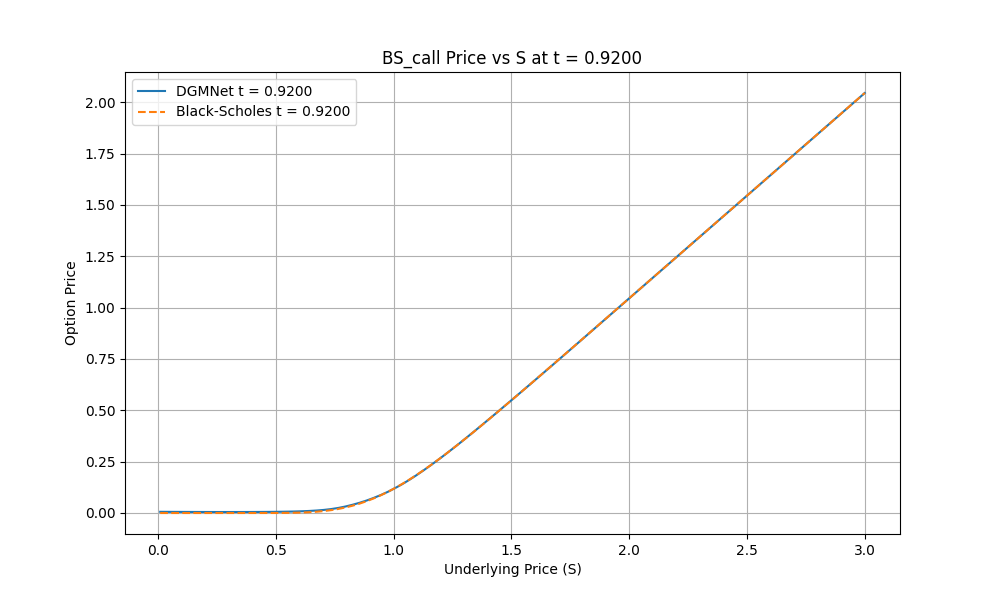 BS_call Price vs S at t = 0.9200
DGMNet t = 0.9200
Black-Scholes t = 0.9200
2.00
1.75
1.50
1.25
1.00
0.75
0.50
0.25
0.00
Option Price
0.0 0.5 1.0 1.5 2.0 2.5 3.0
Underlying Price (S)